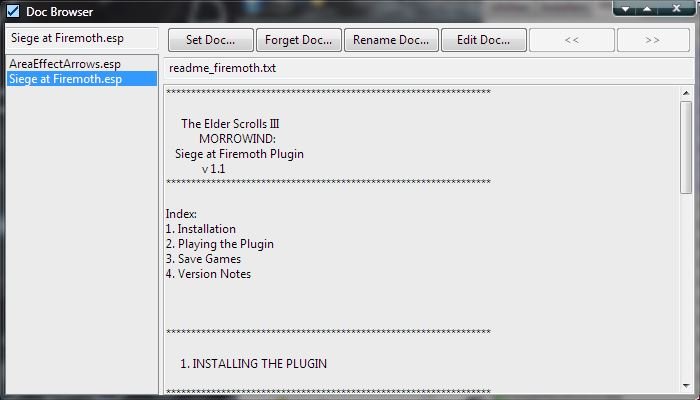 Doc Browser
Siege at Firemoth.esp
Set Doc...
Forget Doc...
Rename Doc...
Edit Doc...
<<
>>
AreaEffectArrows.esp
Siege at Firemoth.esp
readme_firemoth.txt
*****************************************************************
The Elder Scrolls III
MORROWIND:
Siege at Firemoth Plugin
v 1.1
*****************************************************************
Index:
1. Installation
2. Playing the Plugin
3. Save Games
4. Version Notes
*****************************************************************
1. INSTALLING THE PLUGIN
*****************************************************************